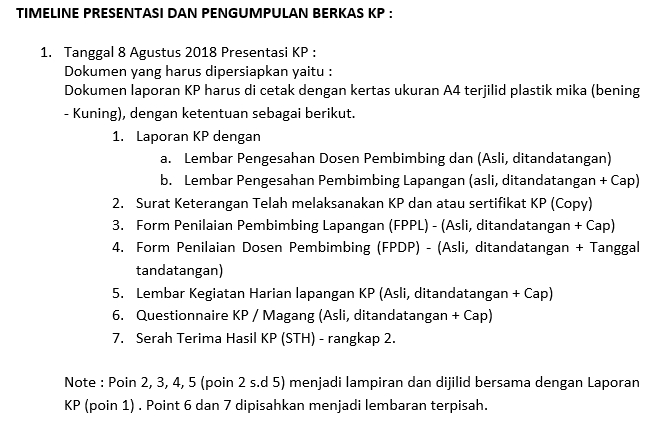 TIMELINE PRESENTASI DAN PENGUMPULAN BERKAS KP :
1. Tanggal 8 Agustus 2018 Presentasi KP :
Dokumen yang harus dipersiapkan yaitu :
Dokumen laporan KP harus di cetak dengan kertas ukuran A4 terjilid plastik mika (bening
- Kuning), dengan ketentuan sebagai berikut.
1. Laporan KP dengan
a. Lembar Pengesahan Dosen Pembimbing dan (Asli, ditandatangan)
b. Lembar Pengesahan Pembimbing Lapangan (asli, ditandatangan + Cap)
2. Surat Keterangan Telah melaksanakan KP dan atau sertifikat KP (Copy)
3. Form Penilaian Pembimbing Lapangan (FPPL) - (Asli, ditandatangan + Cap)
4. Form Penilaian Dosen Pembimbing (FPDP) - (Asli, ditandatangan + Tanggal
tandatangan)
5. Lembar Kegiatan Harian lapangan KP (Asli, ditandatangan + Cap)
6. Questionnaire KP / Magang (Asli, ditandatangan + Cap)
7. Serah Terima Hasil KP (STH) - rangkap 2.
Note : Poin 2, 3, 4, 5 (poin 2 s.d 5) menjadi lampiran dan dijilid bersama dengan Laporan
KP (poin 1) . Point 6 dan 7 dipisahkan menjadi lembaran terpisah.